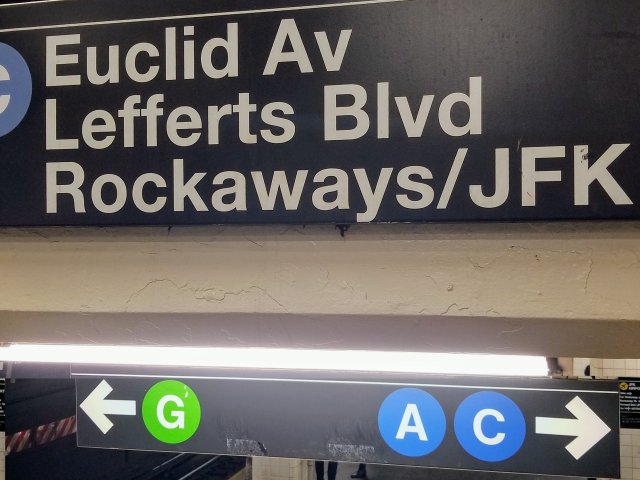 C
Euclid Av
Lefferts Blvd
Rockaways/JFK
G A C